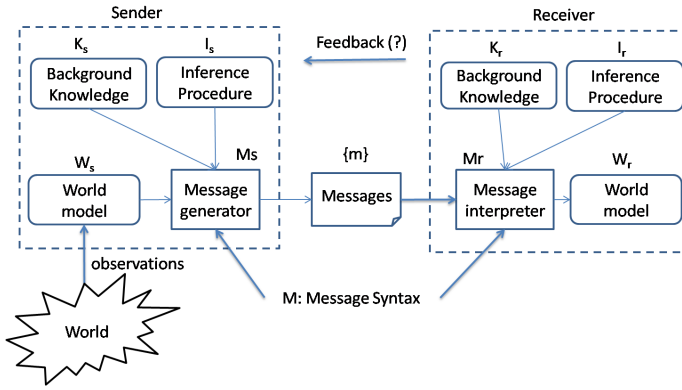 Sender
Receiver
Feedback (?)
Ks
Is
Kr
Ir
Background
Knowledge
Inference
Procedure
Background
Knowledge
Inference
Procedure
Ws
Ms
{m}
Mr
Wr
World
model
Message
generator
Messages
Message
interpreter
World
model
observations
M: Message Syntax
World